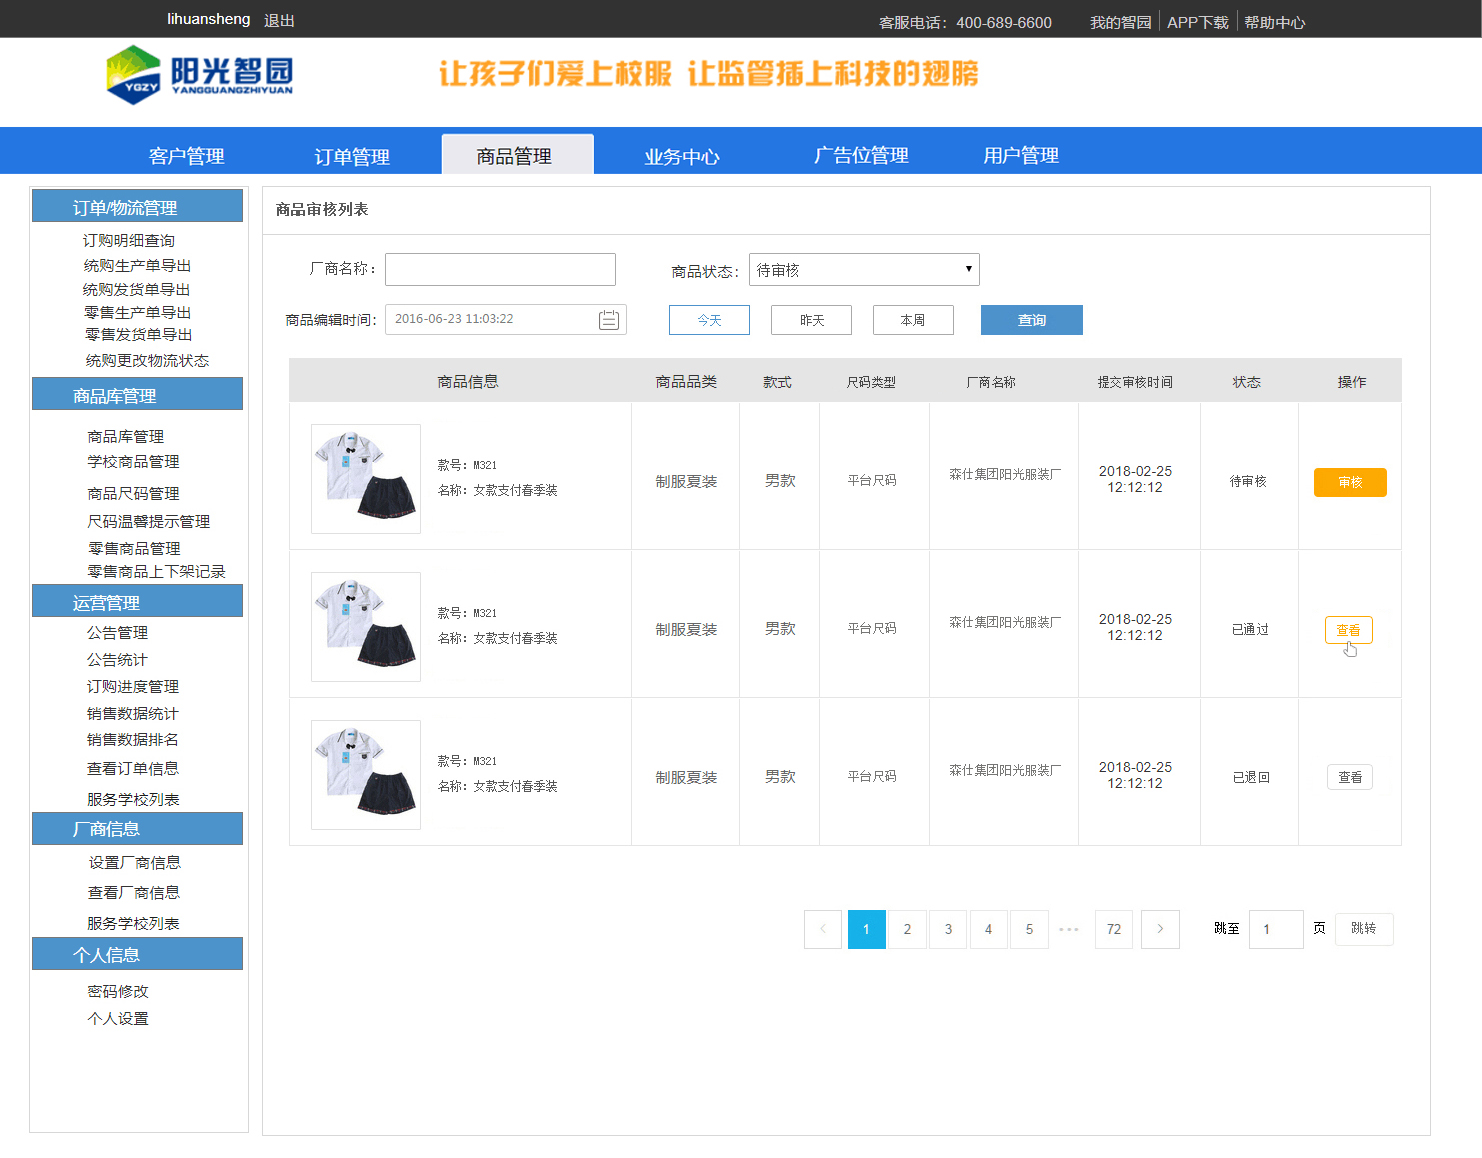 lihuansheng 退出 客服电话：400-689-6600 我的智园 APP下载 帮助中心
YGZY 阳光智园
YANGGUANGZHIYUAN
让孩子们爱上校服 让监管插上科技的翅膀
客户管理 订单管理 商品管理 业务中心 广告位管理 用户管理
订单/物流管理
订购明细查询
统购生产单导出
统购发货单导出
零售生产单导出
零售发货单导出
统购更改物流状态
商品库管理
商品库管理
学校商品管理
商品尺码管理
尺码温馨提示管理
零售商品管理
零售商品上下架记录
运营管理
公告管理
公告统计
订购进度管理
销售数据统计
销售数据排名
查看订单信息
服务学校列表
厂商信息
设置厂商信息
查看厂商信息
服务学校列表
个人信息
密码修改
个人设置
商品审核列表
厂商名称： 商品状态： 待审核
商品编辑时间： 2016-06-23 11:03:22 今天 昨天 本周 查询
商品信息 商品品类 款式 尺码类型 厂商名称 提交审核时间 状态 操作
款号：M321
名称：女款支付春季装
制服夏装 男款 平台尺码 森仕集团阳光服装厂 2018-02-25
12:12:12
待审核 审核
款号：M321
名称：女款支付春季装
制服夏装 男款 平台尺码 森仕集团阳光服装厂 2018-02-25
12:12:12
已通过 查看
款号：M321
名称：女款支付春季装
制服夏装 男款 平台尺码 森仕集团阳光服装厂 2018-02-25
12:12:12
已退回 查看
< 1 2 3 4 5 ··· 72 > 跳至 1 页 跳转